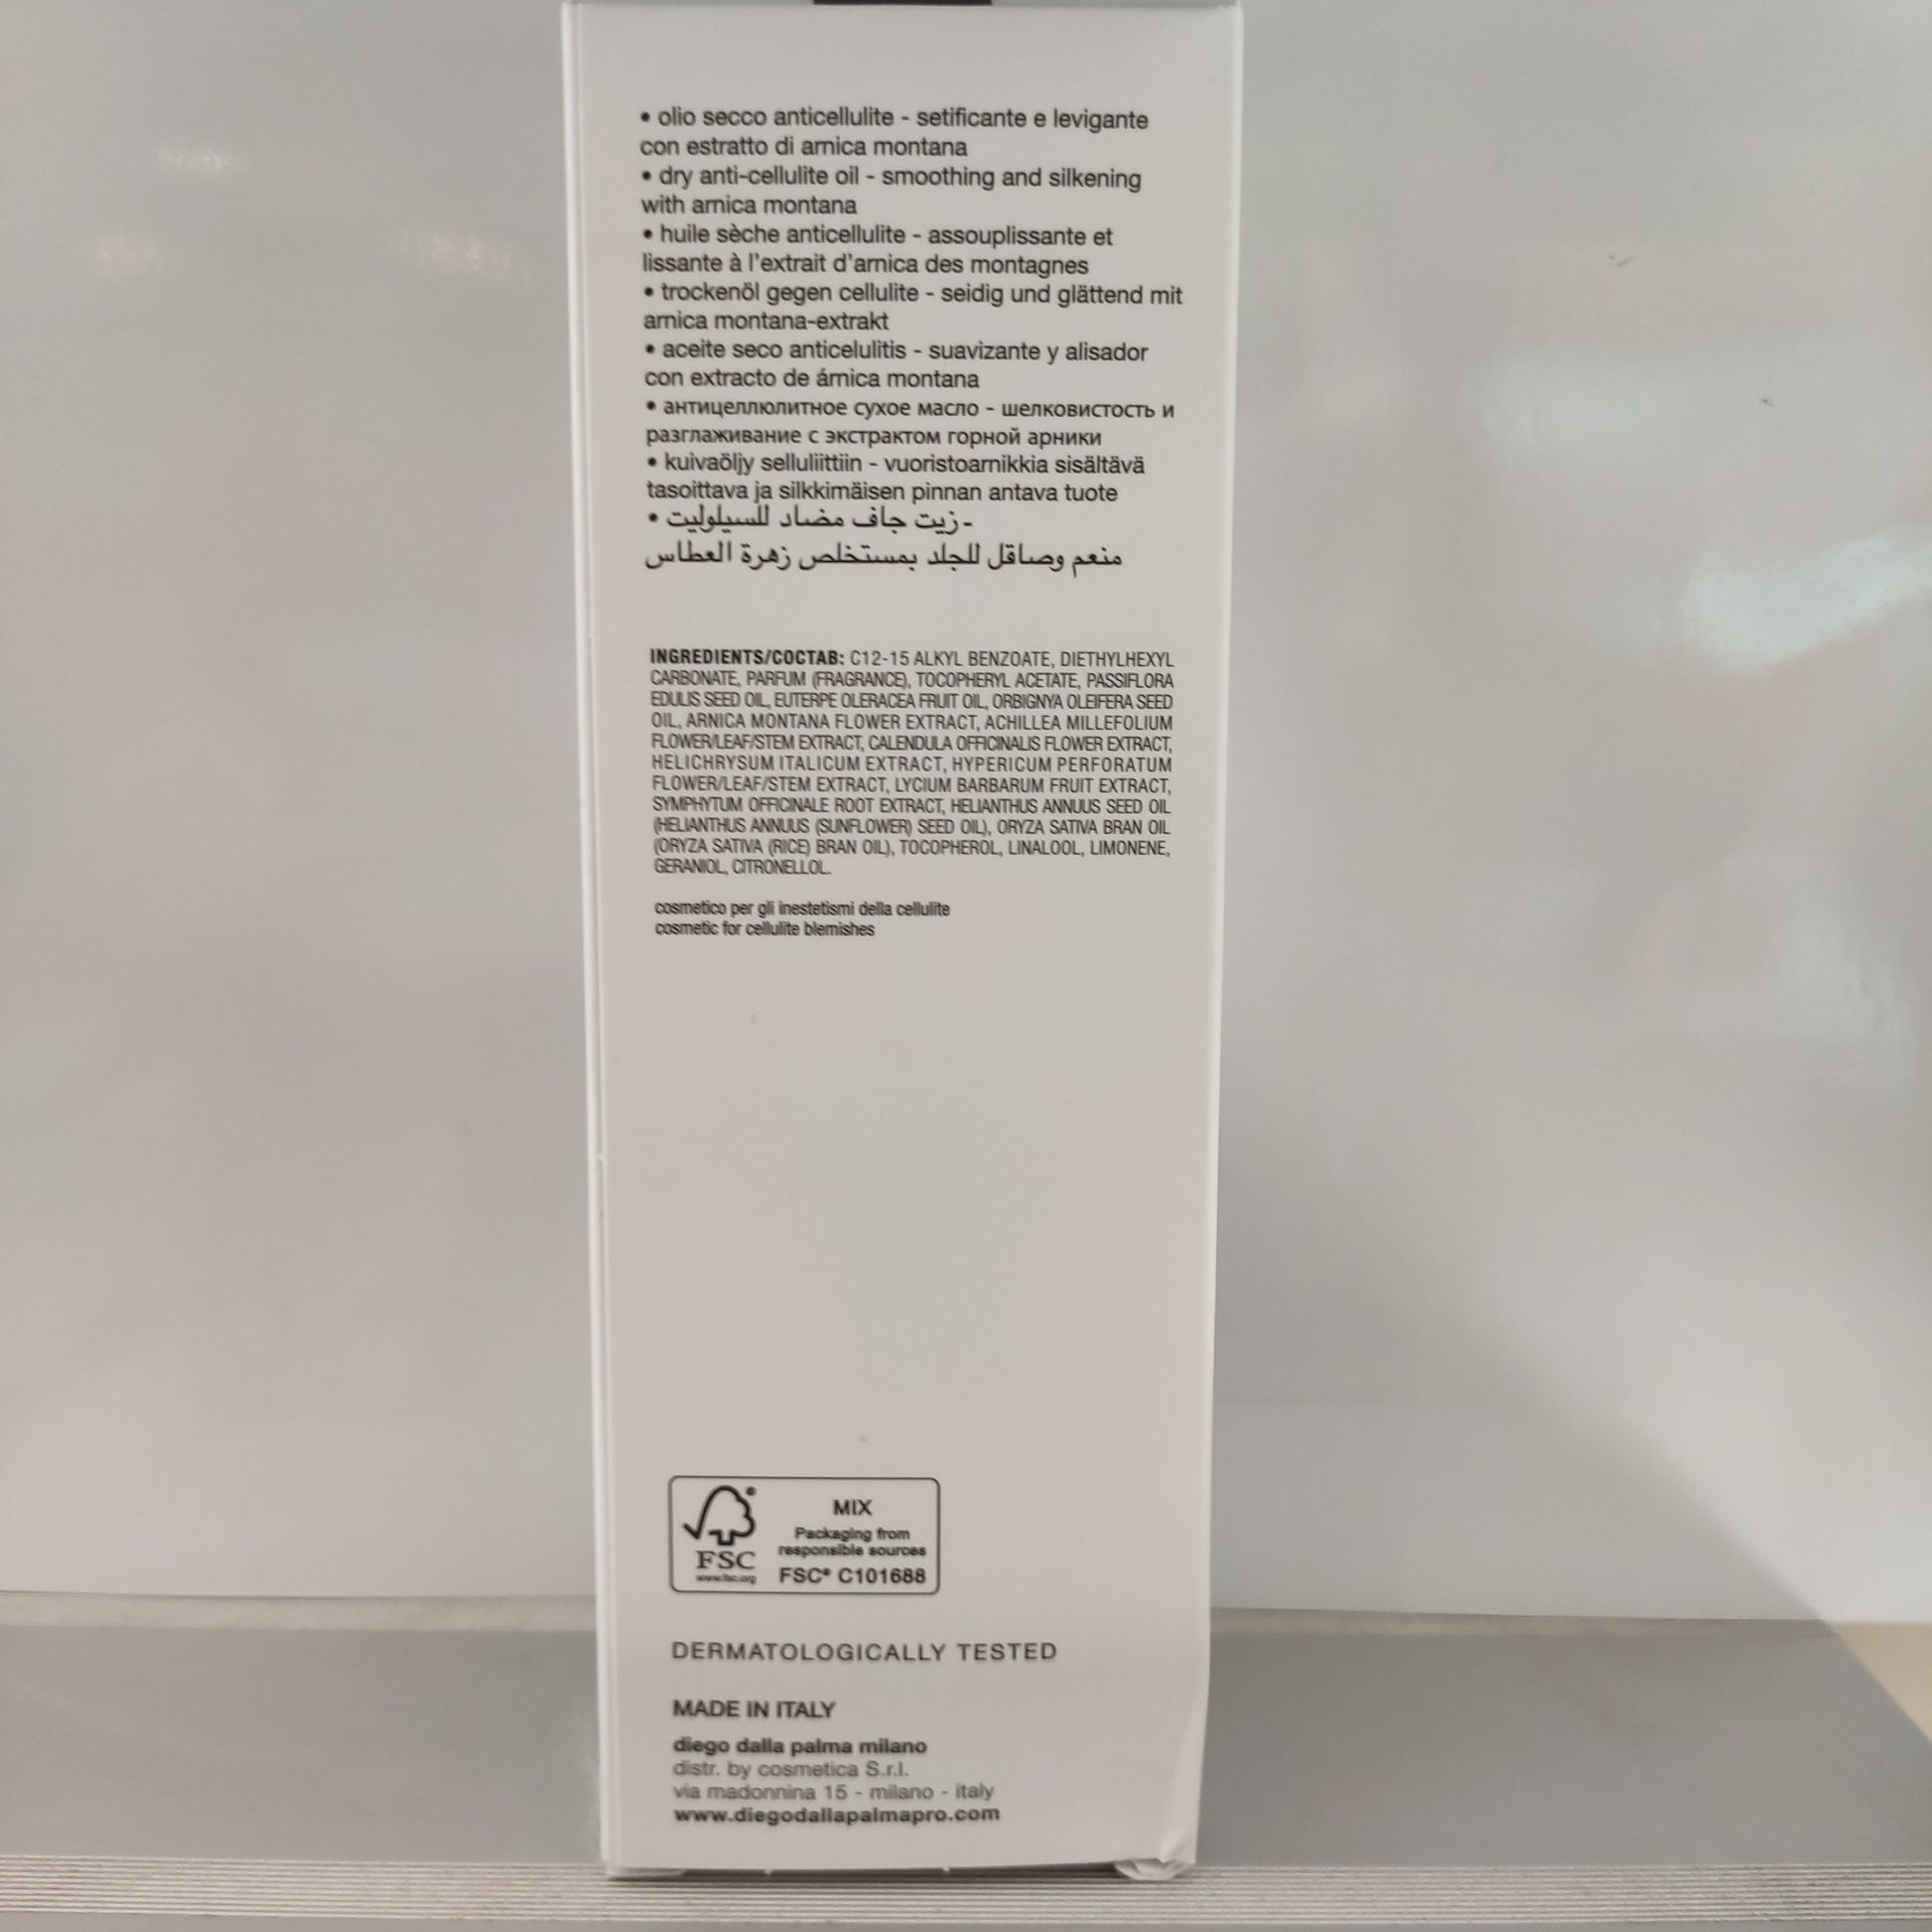 • olio secco anticellulite - setificante e levigante
con estratto di arnica montana
• dry anti-cellulite oil - smoothing and silkening
with arnica montana
• huile sèche anticellulite - assouplissante et
lissante à l'extrait d'arnica des montagnes
• trockenöl gegen cellulite - seidig und glättend mit
arnica montana-extrakt
• aceite seco anticelulitis - suavizante y alisador
con extracto de árnica montana
• антицеллюлитное сухое масло - шелковистость и
разглаживание с экстрактом горной арники
• kuivaöljy selluliittiin - vuoristoarnikkia sisältävä
tasoittava ja silkkimäisen pinnan antava tuote
• زيت جاف مضاد للسيلوليت-
منعم وصاقل للجلد بمستخلص زهرة العطاس
INGREDIENTS/СОСТАВ: C12-15 ALKYL BENZOATE, DIETHYLHEXYL
CARBONATE, PARFUM (FRAGRANCE), TOCOPHERYL ACETATE, PASSIFLORA
EDULIS SEED OIL, EUTERPE OLERACEA FRUIT OIL, ORBIGNYA OLEIFERA SEED
OIL, ARNICA MONTANA FLOWER EXTRACT, ACHILLEA MILLEFOLIUM
FLOWER/LEAF/STEM EXTRACT, CALENDULA OFFICINALIS FLOWER EXTRACT,
HELICHRYSUM ITALICUM EXTRACT, HYPERICUM PERFORATUM
FLOWER/LEAF/STEM EXTRACT, LYCIUM BARBARUM FRUIT EXTRACT,
SYMPHYTUM OFFICINALE ROOT EXTRACT, HELIANTHUS ANNUUS SEED OIL
(HELIANTHUS ANNUUS (SUNFLOWER) SEED OIL), ORYZA SATIVA BRAN OIL
(ORYZA SATIVA (RICE) BRAN OIL), TOCOPHEROL, LINALOOL, LIMONENE,
GERANIOL, CITRONELLOL.
cosmetico per gli inestetismi della cellulite
cosmetic for cellulite blemishes
FSC
www.fsc.org
MIX
Packaging from
responsible sources
FSC® C101688
DERMATOLOGICALLY TESTED
MADE IN ITALY
diego dalla palma milano
distr. by cosmetica S.r.l.
via madonnina 15 - milano - italy
www.diegodallapalmapro.com